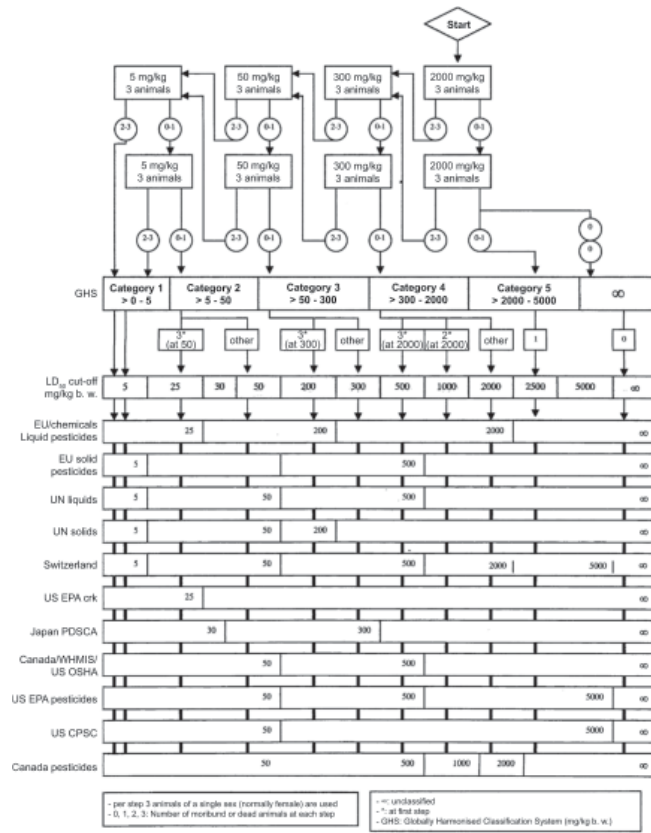 Start
5 mg/kg
3 animals
50 mg/kg
3 animals
300 mg/kg
3 animals
2000 mg/kg
3 animals
2-3 0-1 2-3 0-1 2-3 0-1 2-3 0-1
5 mg/kg
3 animals
50 mg/kg
3 animals
300 mg/kg
3 animals
2000 mg/kg
3 animals
0
2-3 0-1 2-3 0-1 2-3 0-1 2-3 0-1
0
GHS
Category 1
> 0 - 5
Category 2
> 5 - 50
Category 3
> 50 - 300
Category 4
> 300 - 2000
Category 5
> 2000 - 5000
∞
3*
(at 50)
other
3*
(at 300)
other
3*
(at 2000)
2*
(at 2000)
other
1
0
LD50 cut-off
mg/kg b. w.
5 25 30 50 200 300 500 1000 2000 2500 5000 ∞
EU/chemicals
Liquid pesticides
25 200 2000 ∞
EU solid
pesticides
5 500 ∞
UN liquids
5 50 500 ∞
UN solids
5 50 200 ∞
Switzerland
5 50 500 2000 5000 ∞
US EPA crk
25 ∞
Japan PDSCA
30 300 ∞
Canada/WHMIS/
US OSHA
50 500 ∞
US EPA pesticides
50 500 5000 ∞
US CPSC
50 5000 ∞
Canada pesticides
50 500 1000 2000 ∞
- per step 3 animals of a single sex (normally female) are used
- 0, 1, 2, 3: Number of moribund or dead animals at each step
- ∞: unclassified
- *: at first step
- GHS: Globally Harmonised Classification System (mg/kg b. w.)